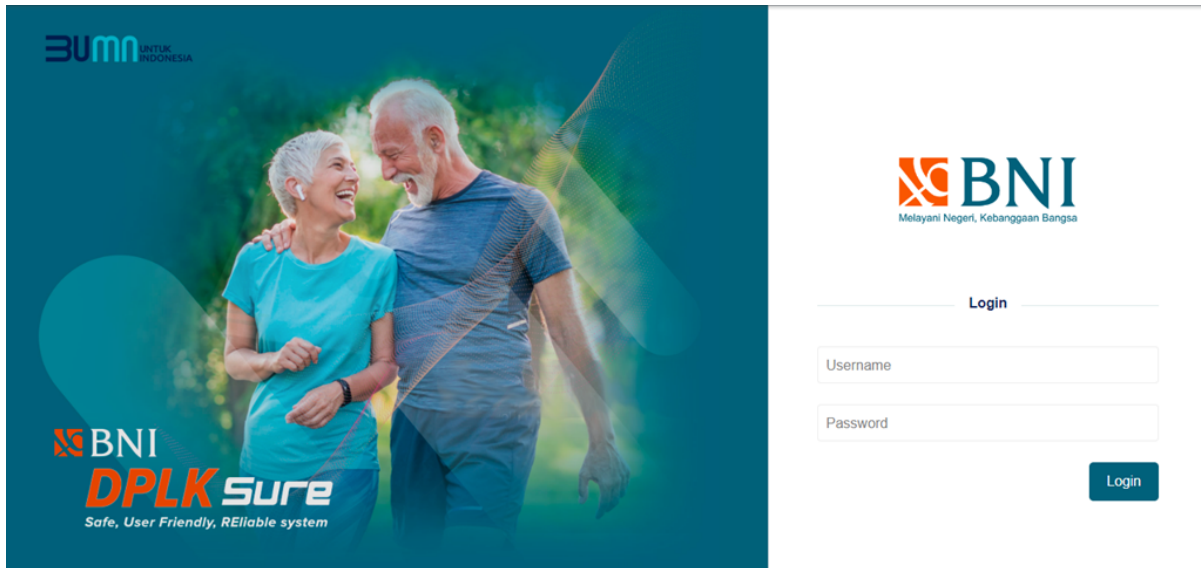 BUMN UNTUK
INDONESIA
BNI
DPLK Sure
Safe, User Friendly, REliable system
BNI
Melayani Negeri, Kebanggaan Bangsa
Login
Username
Password
Login